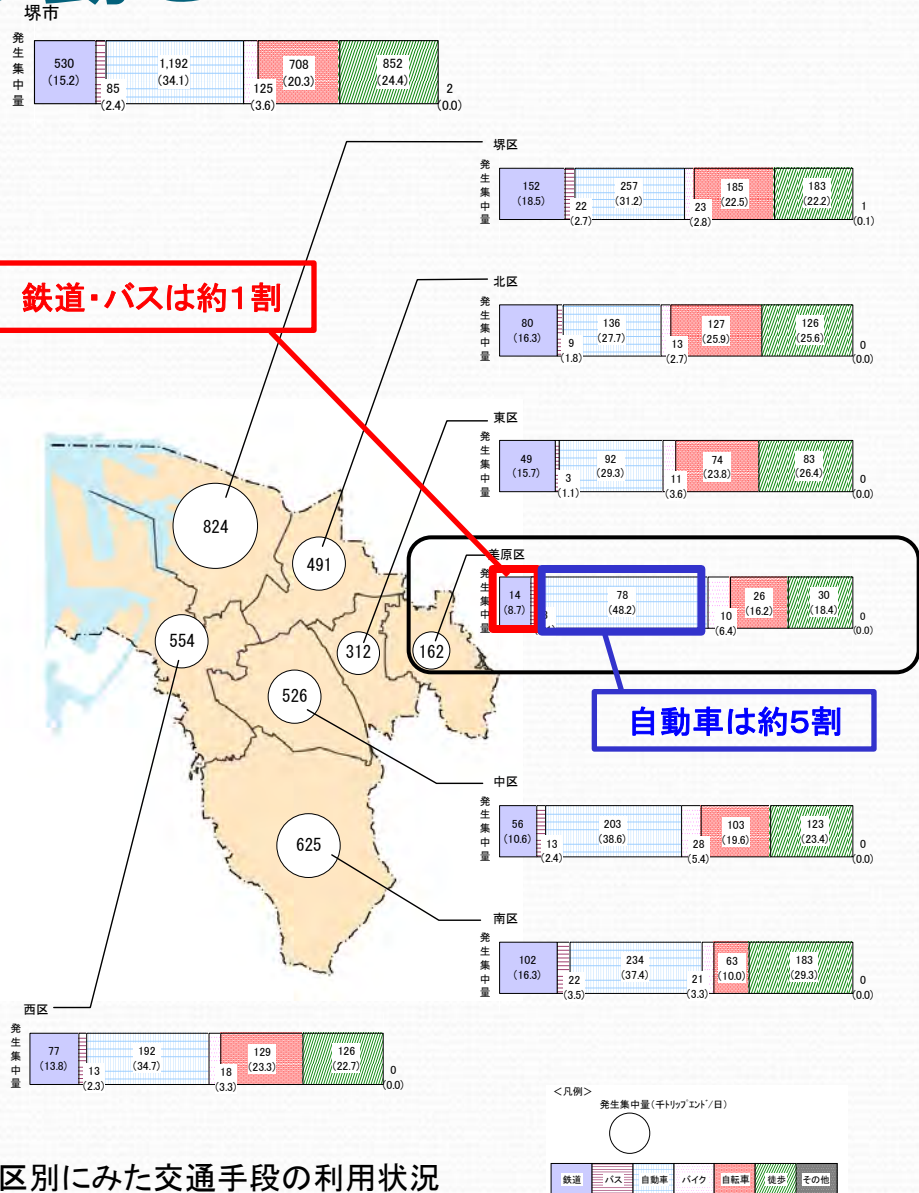 堺市
発生集中量
530 1,192 708 852
(15.2) (34.1) (20.3) (24.4)
85 125 2
(2.4) (3.6) (0.0)
堺区
発生集中量
152 257 185 183
(18.5) (31.2) (22.5) (22.2)
22 23 1
(2.7) (2.8) (0.1)
鉄道・バスは約1割
北区
発生集中量
80 136 127 126
(16.3) (27.7) (25.9) (25.6)
9 13 0
(1.8) (2.7) (0.0)
東区
発生集中量
49 92 74 83
(15.7) (29.3) (23.8) (26.4)
3 11 0
(1.1) (3.6) (0.0)
美原区
発生集中量
14 78 26 30
(8.7) (48.2) (16.2) (18.4)
10 0
(6.4) (0.0)
自動車は約5割
824
491
554
312
162
526
625
中区
発生集中量
56 203 103 123
(10.6) (38.6) (19.6) (23.4)
13 28 0
(2.4) (5.4) (0.0)
南区
発生集中量
102 234 63 183
(16.3) (37.4) (10.0) (29.3)
22 21 0
(3.5) (3.3) (0.0)
西区
発生集中量
77 192 129 126
(13.8) (34.7) (23.3) (22.7)
13 18 0
(2.3) (3.3) (0.0)
<凡例>
発生集中量(千トリップエンド/日)
鉄道 バス 自動車 バイク 自転車 徒歩 その他
区別にみた交通手段の利用状況